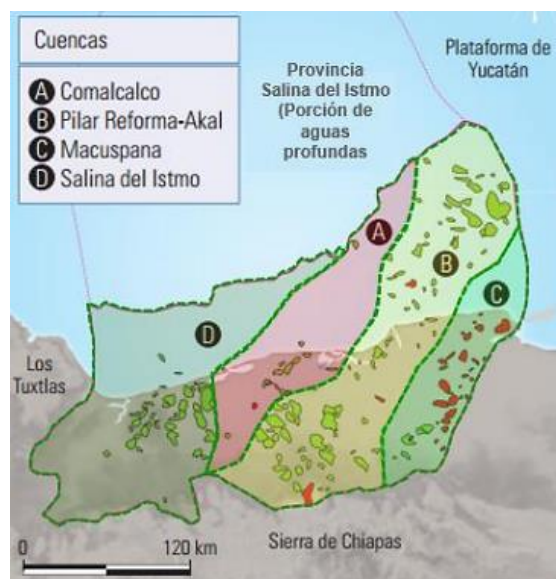 Cuencas
A Comalcalco
B Pilar Reforma-Akal
C Macuspana
D Salina del Istmo
Provincia
Salina del Istmo
(Porción de
aguas
profundas
Plataforma de
Yucatán
A
B
C
D
Los
Tuxtlas
Sierra de Chiapas
0 120 km